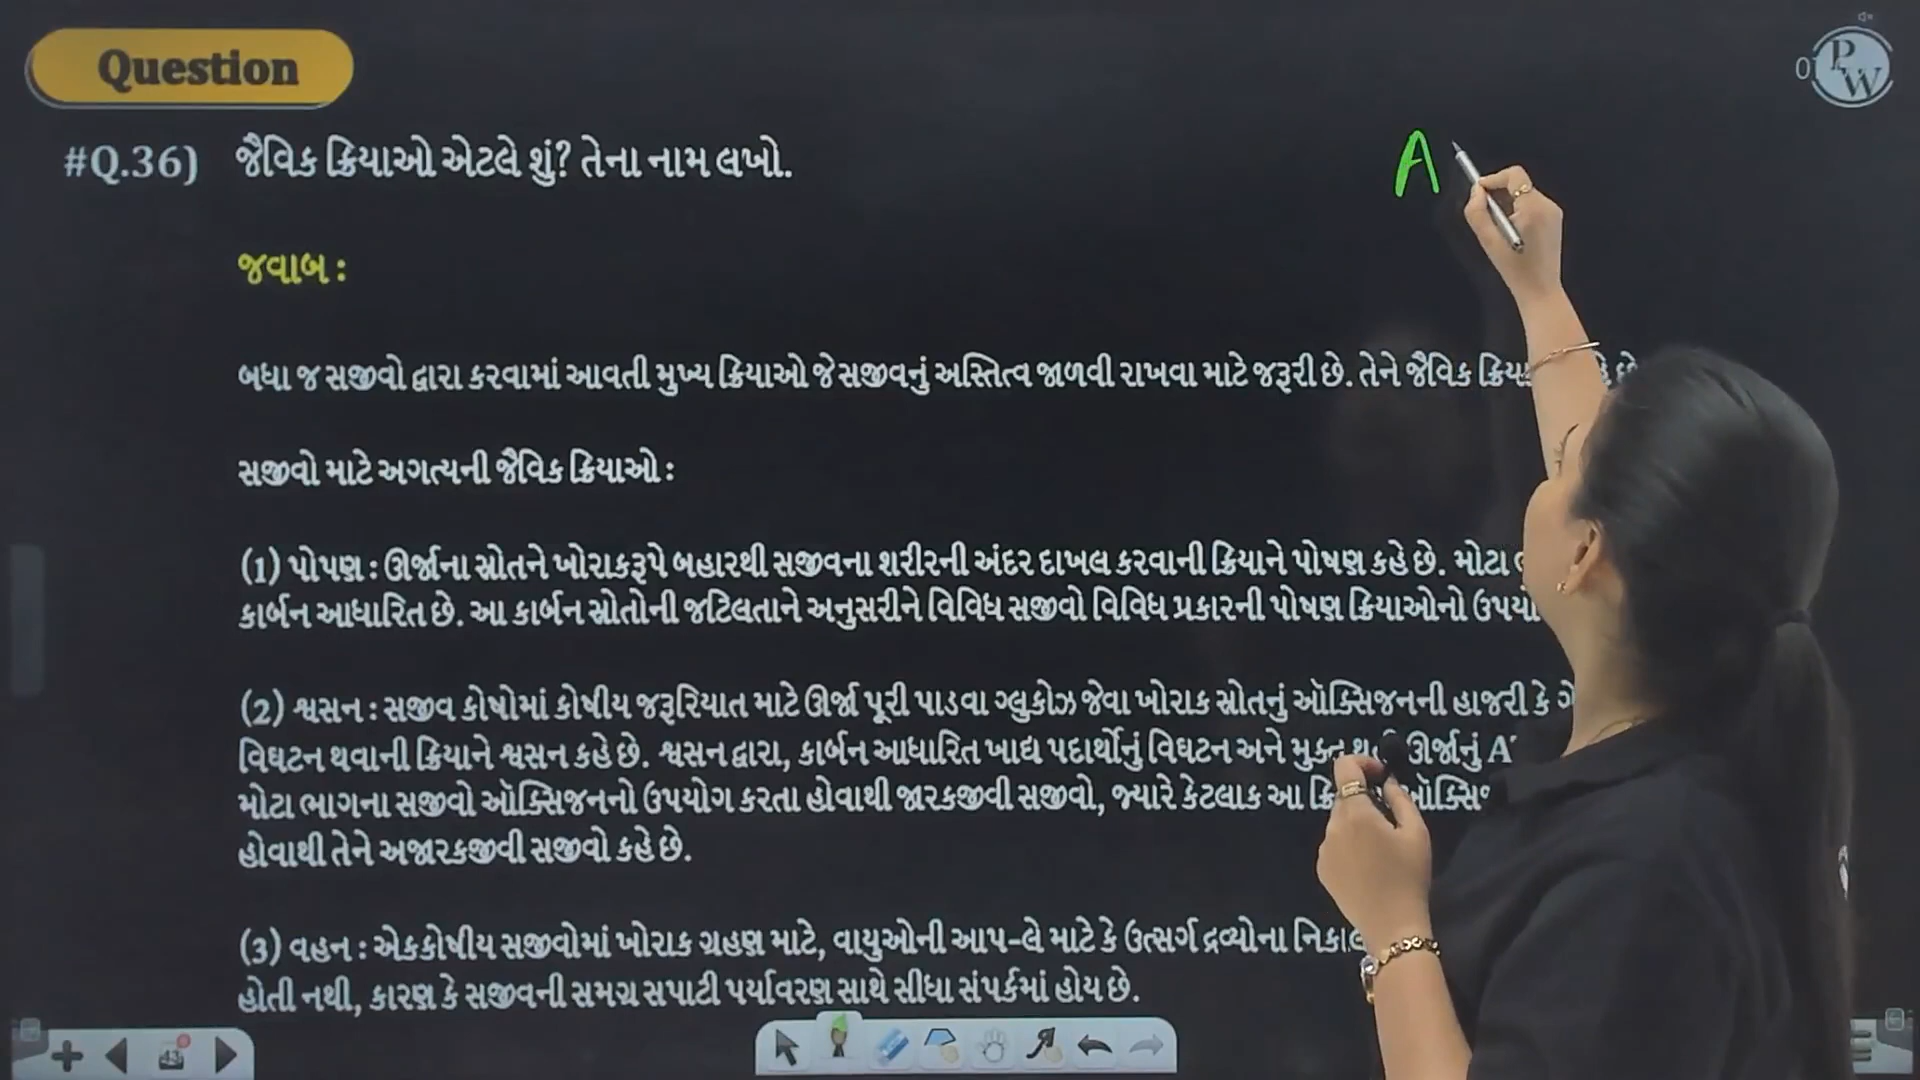 Question
PW
#Q.36) જૈવિક ક્રિયાઓ એટલે શું? તેના નામ લખો.
A
જવાબ :
બધા જ સજીવો દ્વારા કરવામાં આવતી મુખ્ય ક્રિયાઓ જે સજીવનું અસ્તિત્વ જાળવી રાખવા માટે જરૂરી છે. તેને જૈવિક
સજીવો માટે અગત્યની જૈવિક ક્રિયાઓ :
(1) પોપણ : ઊર્જાના સ્રોતને ખોરાકરૂપે બહારથી સજીવના શરીરની અંદર દાખલ કરવાની ક્રિયાને પોષણ કહે છે. મોટા
કાર્બન આધારિત છે. આ કાર્બન સ્રોતોની જટિલતાને અનુસરીને વિવિધ સજીવો વિવિધ પ્રકારની પોષણ ક્રિયાઓનો
(2) શ્વસન : સજીવ કોષોમાં કોષીય જરૂરિયાત માટે ઊર્જા પૂરી પાડવા ગ્લુકોઝ જેવા ખોરાક સ્રોતનું ઑક્સિજનની હાજરી કે
વિઘટન થવાની ક્રિયાને શ્વસન કહે છે. શ્વસન દ્વારા, કાર્બન આધારિત ખાદ્ય પદાર્થોનું વિઘટન અને મુક્ત ઊર્જાનું
મોટા ભાગના સજીવો ઑક્સિજનનો ઉપયોગ કરતા હોવાથી જારકજીવી સજીવો, જ્યારે કેટલાક આ
હોવાથી તેને અજારકજીવી સજીવો કહે છે.
(3) વહન : એકકોષીય સજીવોમાં ખોરાક ગ્રહણ માટે, વાયુઓની આપ-લે માટે કે ઉત્સર્ગ દ્રવ્યોના
હોતી નથી, કારણ કે સજીવની સમગ્ર સપાટી પર્યાવરણ સાથે સીધા સંપર્કમાં હોય છે.
43